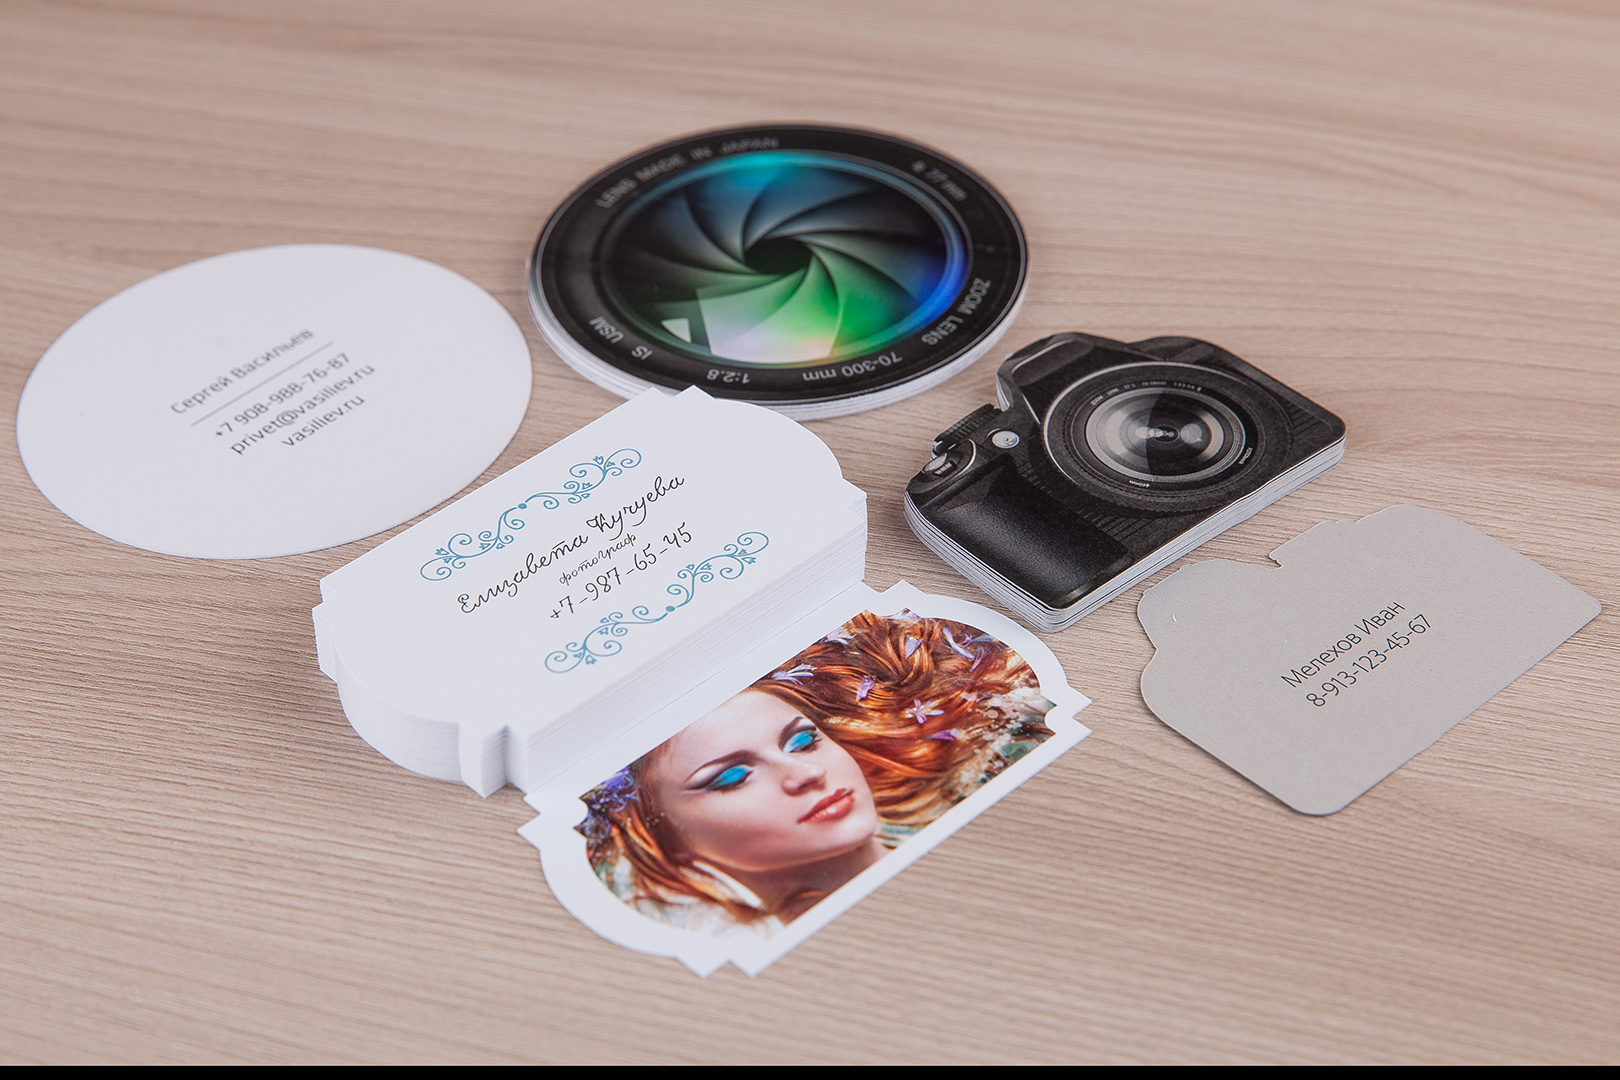 Сергей Васильев
+7 908-988-76-87
privet@vasiliev.ru
vasiliev.ru
LENS MADE IN JAPAN
77 mm
ZOOM LENS
70-300 mm
1:2.8
IS USM
Елизавета Кучуева
фотограф
+7-987-65-45
Мелехов Иван
8-913-123-45-67